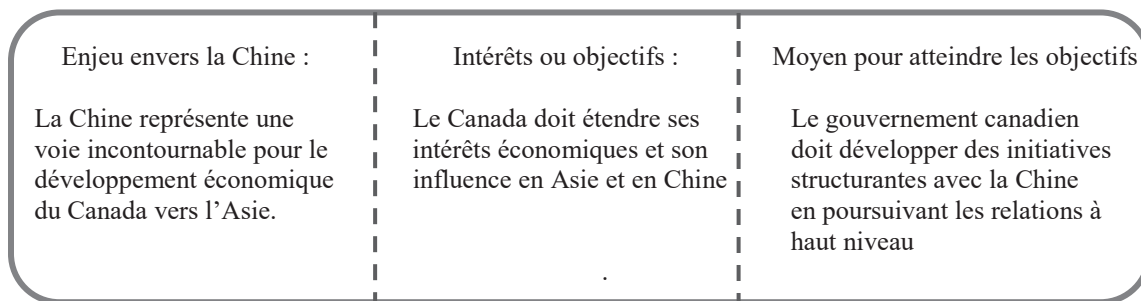 Enjeu envers la Chine :
La Chine représente une
voie incontournable pour le
développement économique
du Canada vers l’Asie.
Intérêts ou objectifs :
Le Canada doit étendre ses
intérêts économiques et son
influence en Asie et en Chine
.
Moyen pour atteindre les objectifs
Le gouvernement canadien
doit développer des initiatives
structurantes avec la Chine
en poursuivant les relations à
haut niveau